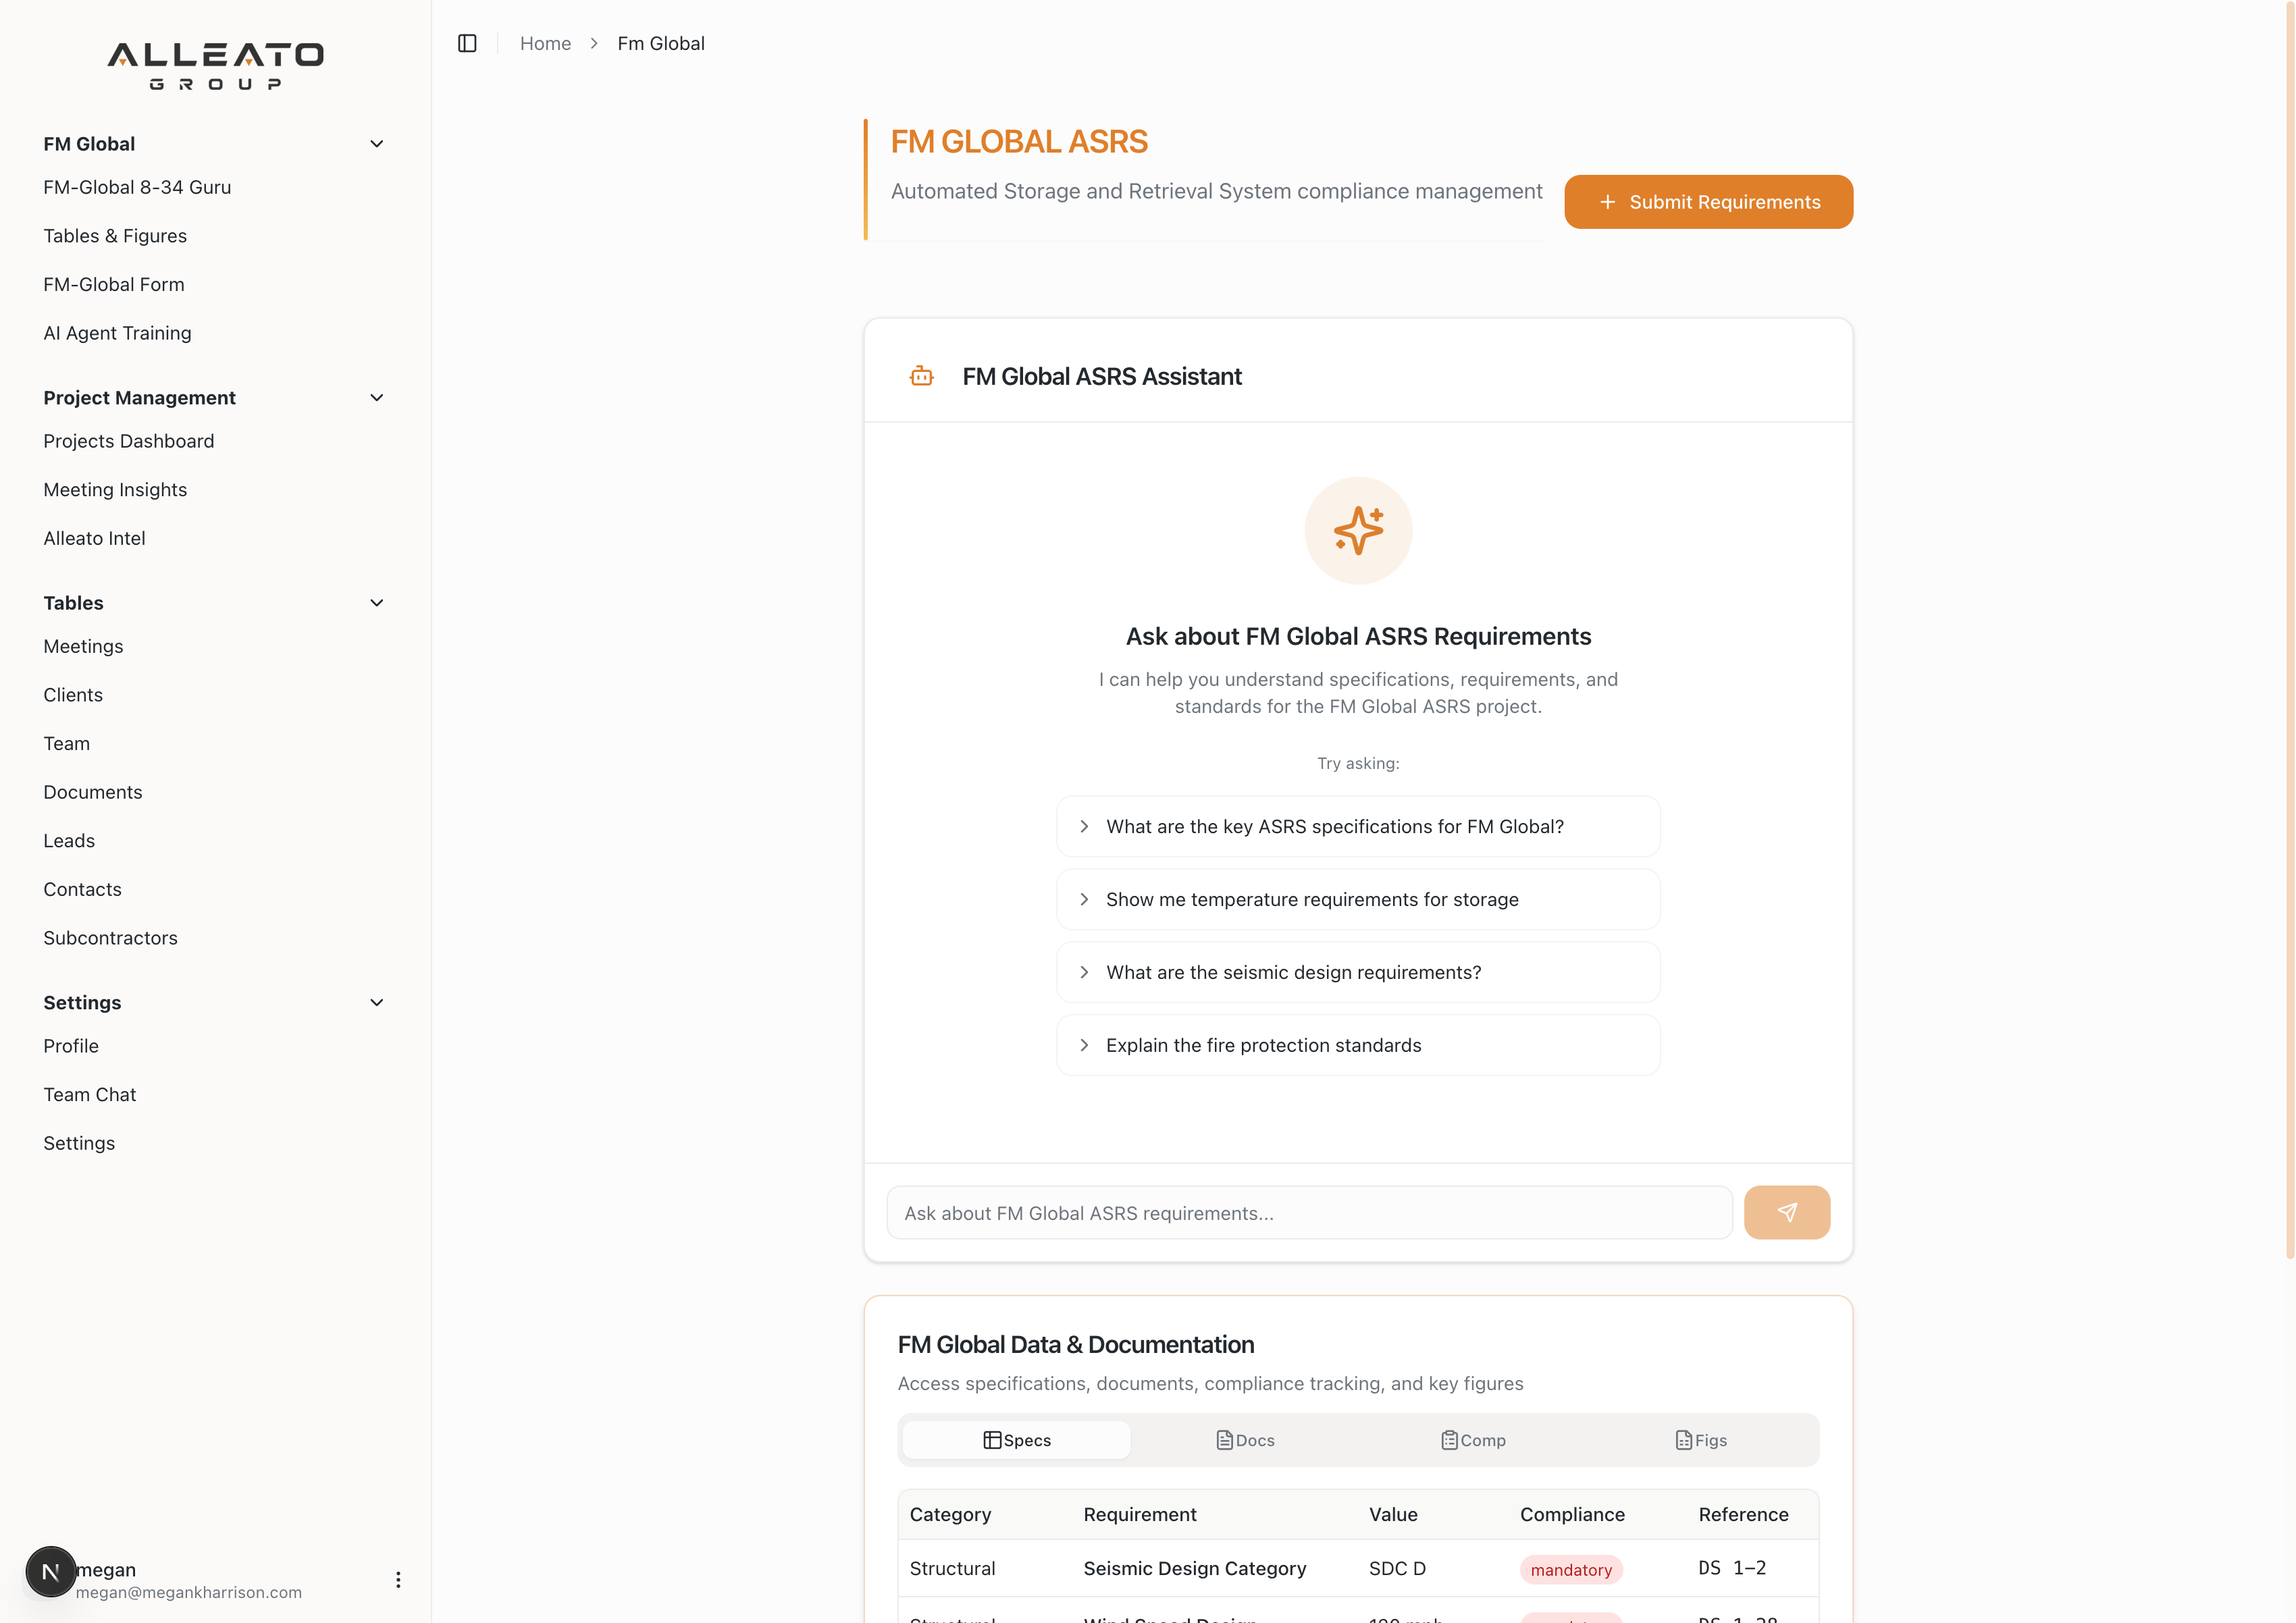 ALLEATO
GROUP
FM Global
FM-Global 8-34 Guru
Tables & Figures
FM-Global Form
AI Agent Training
Project Management
Projects Dashboard
Meeting Insights
Alleato Intel
Tables
Meetings
Clients
Team
Documents
Leads
Contacts
Subcontractors
Settings
Profile
Team Chat
Settings
N
megan
megan@megankharrison.com
Home
Fm Global
FM GLOBAL ASRS
Automated Storage and Retrieval System compliance management
Submit Requirements
FM Global ASRS Assistant
Ask about FM Global ASRS Requirements
I can help you understand specifications, requirements, and
standards for the FM Global ASRS project.
Try asking:
What are the key ASRS specifications for FM Global?
Show me temperature requirements for storage
What are the seismic design requirements?
Explain the fire protection standards
Ask about FM Global ASRS requirements...
FM Global Data & Documentation
Access specifications, documents, compliance tracking, and key figures
Specs Docs Comp Figs
Category Requirement Value Compliance Reference
Structural Seismic Design Category SDC D mandatory DS 1-2
Structural Wind Speed Design